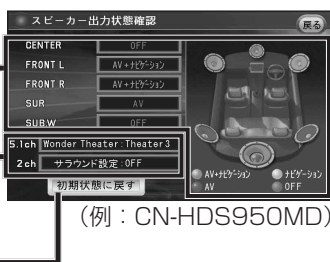 スピーカー出力状態確認
戻る
CENTER OFF
FRONT L AV+ナビゲーション
FRONT R AV+ナビゲーション
SUR AV
SUB.W OFF
5.1ch Wonder Theater:Theater3
2ch サラウンド設定:OFF
AV+ナビゲーション ナビゲーション
AV OFF
初期状態に戻す
(例:CN-HDS950MD)